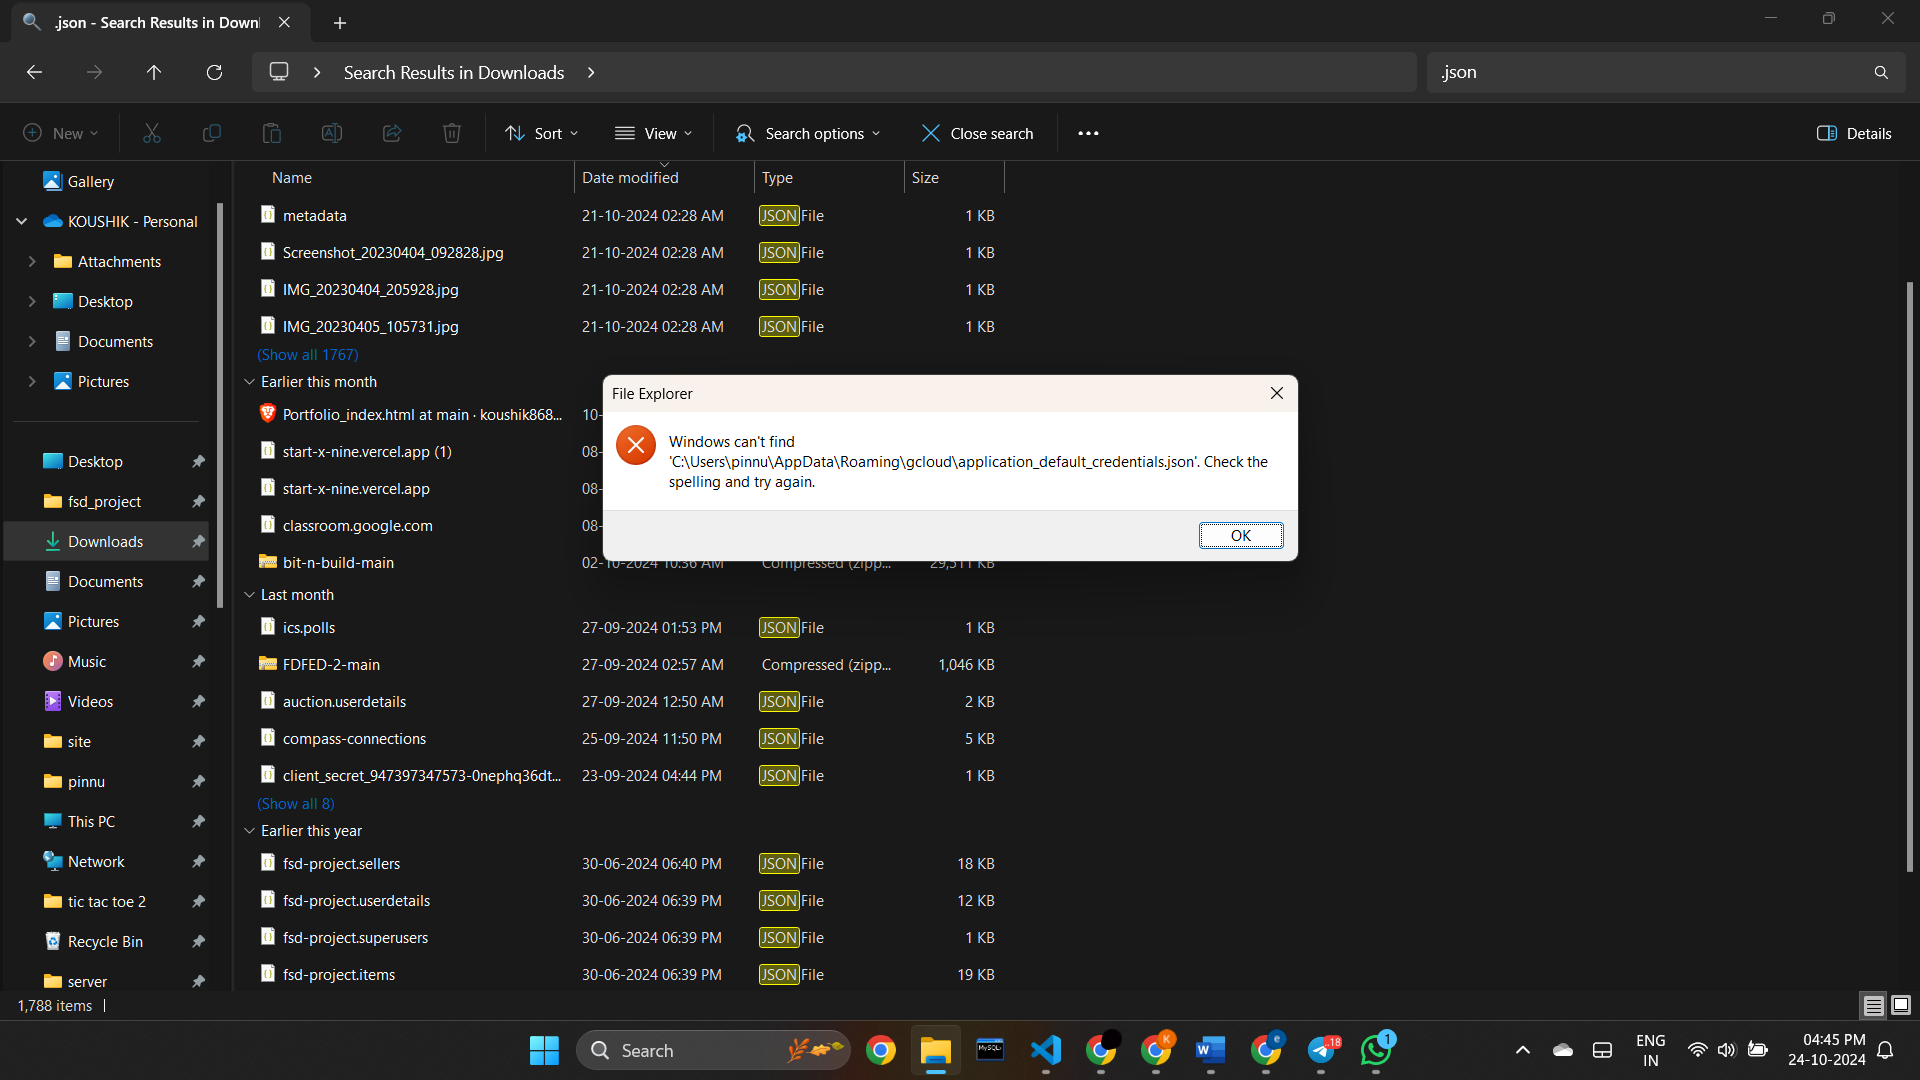 .json - Search Results in Downl
Search Results in Downloads
.json
New
Sort
View
Search options
Close search
Details
Gallery
KOUSHIK - Personal
Attachments
Desktop
Documents
Pictures
Desktop
fsd_project
Downloads
Documents
Pictures
Music
Videos
site
pinnu
This PC
Network
tic tac toe 2
Recycle Bin
server
Name Date modified Type Size
metadata 21-10-2024 02:28 AM JSON File 1 KB
Screenshot_20230404_092828.jpg 21-10-2024 02:28 AM JSON File 1 KB
IMG_20230404_205928.jpg 21-10-2024 02:28 AM JSON File 1 KB
IMG_20230405_105731.jpg 21-10-2024 02:28 AM JSON File 1 KB
(Show all 1767)
Earlier this month
Portfolio_index.html at main · koushik868... 10-
start-x-nine.vercel.app (1) 08-
start-x-nine.vercel.app 08-
classroom.google.com 08-
bit-n-build-main 02-10-2024 10:36 AM Compressed (zipp... 29,511 KB
Last month
ics.polls 27-09-2024 01:53 PM JSON File 1 KB
FDFED-2-main 27-09-2024 02:57 AM Compressed (zipp... 1,046 KB
auction.userdetails 27-09-2024 12:50 AM JSON File 2 KB
compass-connections 25-09-2024 11:50 PM JSON File 5 KB
client_secret_947397347573-0nephq36dt... 23-09-2024 04:44 PM JSON File 1 KB
(Show all 8)
Earlier this year
fsd-project.sellers 30-06-2024 06:40 PM JSON File 18 KB
fsd-project.userdetails 30-06-2024 06:39 PM JSON File 12 KB
fsd-project.superusers 30-06-2024 06:39 PM JSON File 1 KB
fsd-project.items 30-06-2024 06:39 PM JSON File 19 KB
File Explorer
Windows can't find
'C:\Users\pinnu\AppData\Roaming\gcloud\application_default_credentials.json'. Check the
spelling and try again.
OK
1,788 items
Search
MySQL
K
W
e
18
1
ENG
IN
04:45 PM
24-10-2024